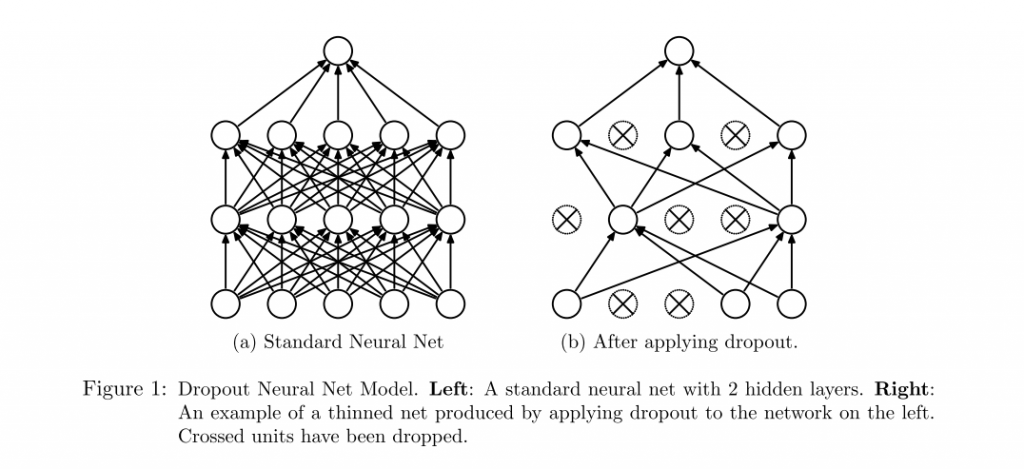 (a) Standard Neural Net
(b) After applying dropout.
Figure 1: Dropout Neural Net Model. Left: A standard neural net with 2 hidden layers. Right:
An example of a thinned net produced by applying dropout to the network on the left.
Crossed units have been dropped.